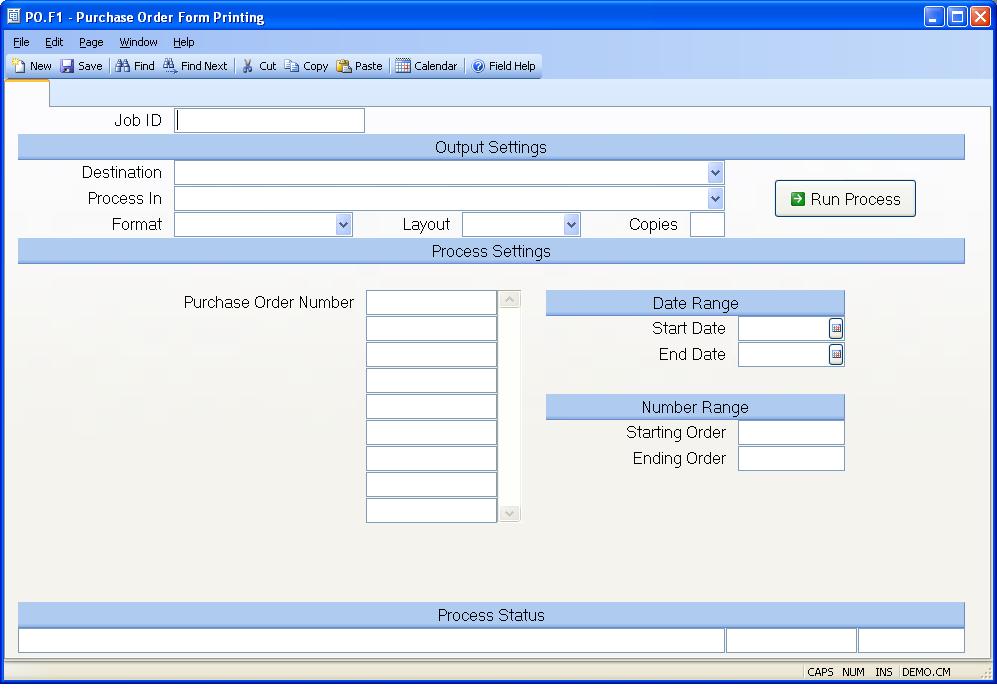 PO.F1 - Purchase Order Form Printing
File Edit Page Window Help
New Save Find Find Next Cut Copy Paste Calendar Field Help
Job ID
Output Settings
Destination
Process In
Run Process
Format Layout Copies
Process Settings
Purchase Order Number
Date Range
Start Date
End Date
Number Range
Starting Order
Ending Order
Process Status
CAPS NUM INS DEMO.CM